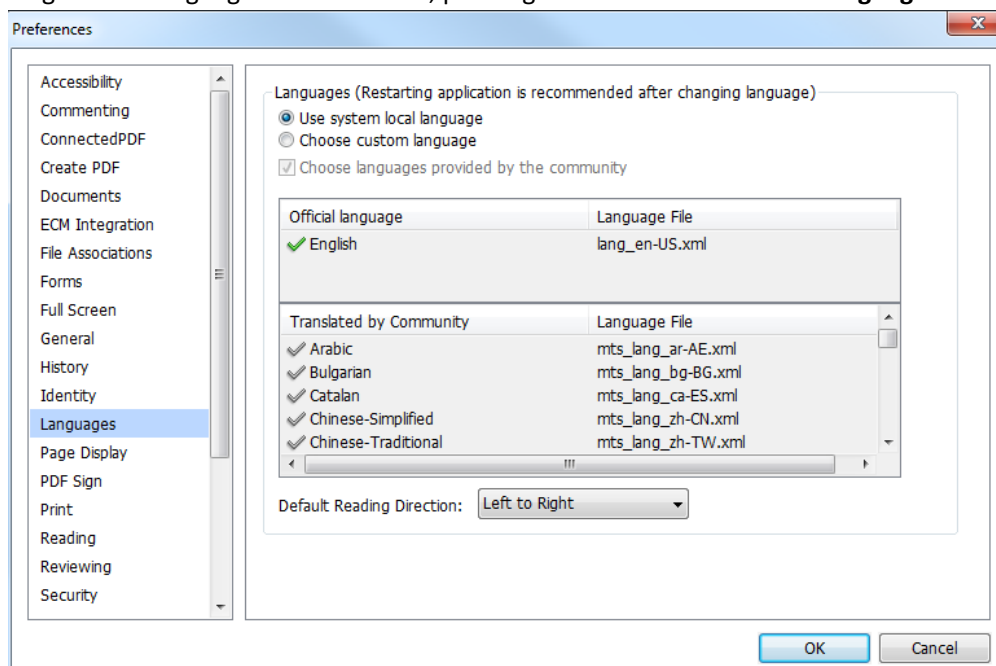 Preferences
Accessibility
Commenting
ConnectedPDF
Create PDF
Documents
ECM Integration
File Associations
Forms
Full Screen
General
History
Identity
Languages
Page Display
PDF Sign
Print
Reading
Reviewing
Security
Languages (Restarting application is recommended after changing language)
Use system local language
Choose custom language
Choose languages provided by the community
Official language Language File
English lang_en-US.xml
Translated by Community Language File
Arabic mts_lang_ar-AE.xml
Bulgarian mts_lang_bg-BG.xml
Catalan mts_lang_ca-ES.xml
Chinese-Simplified mts_lang_zh-CN.xml
Chinese-Traditional mts_lang_zh-TW.xml
Default Reading Direction: Left to Right
OK Cancel